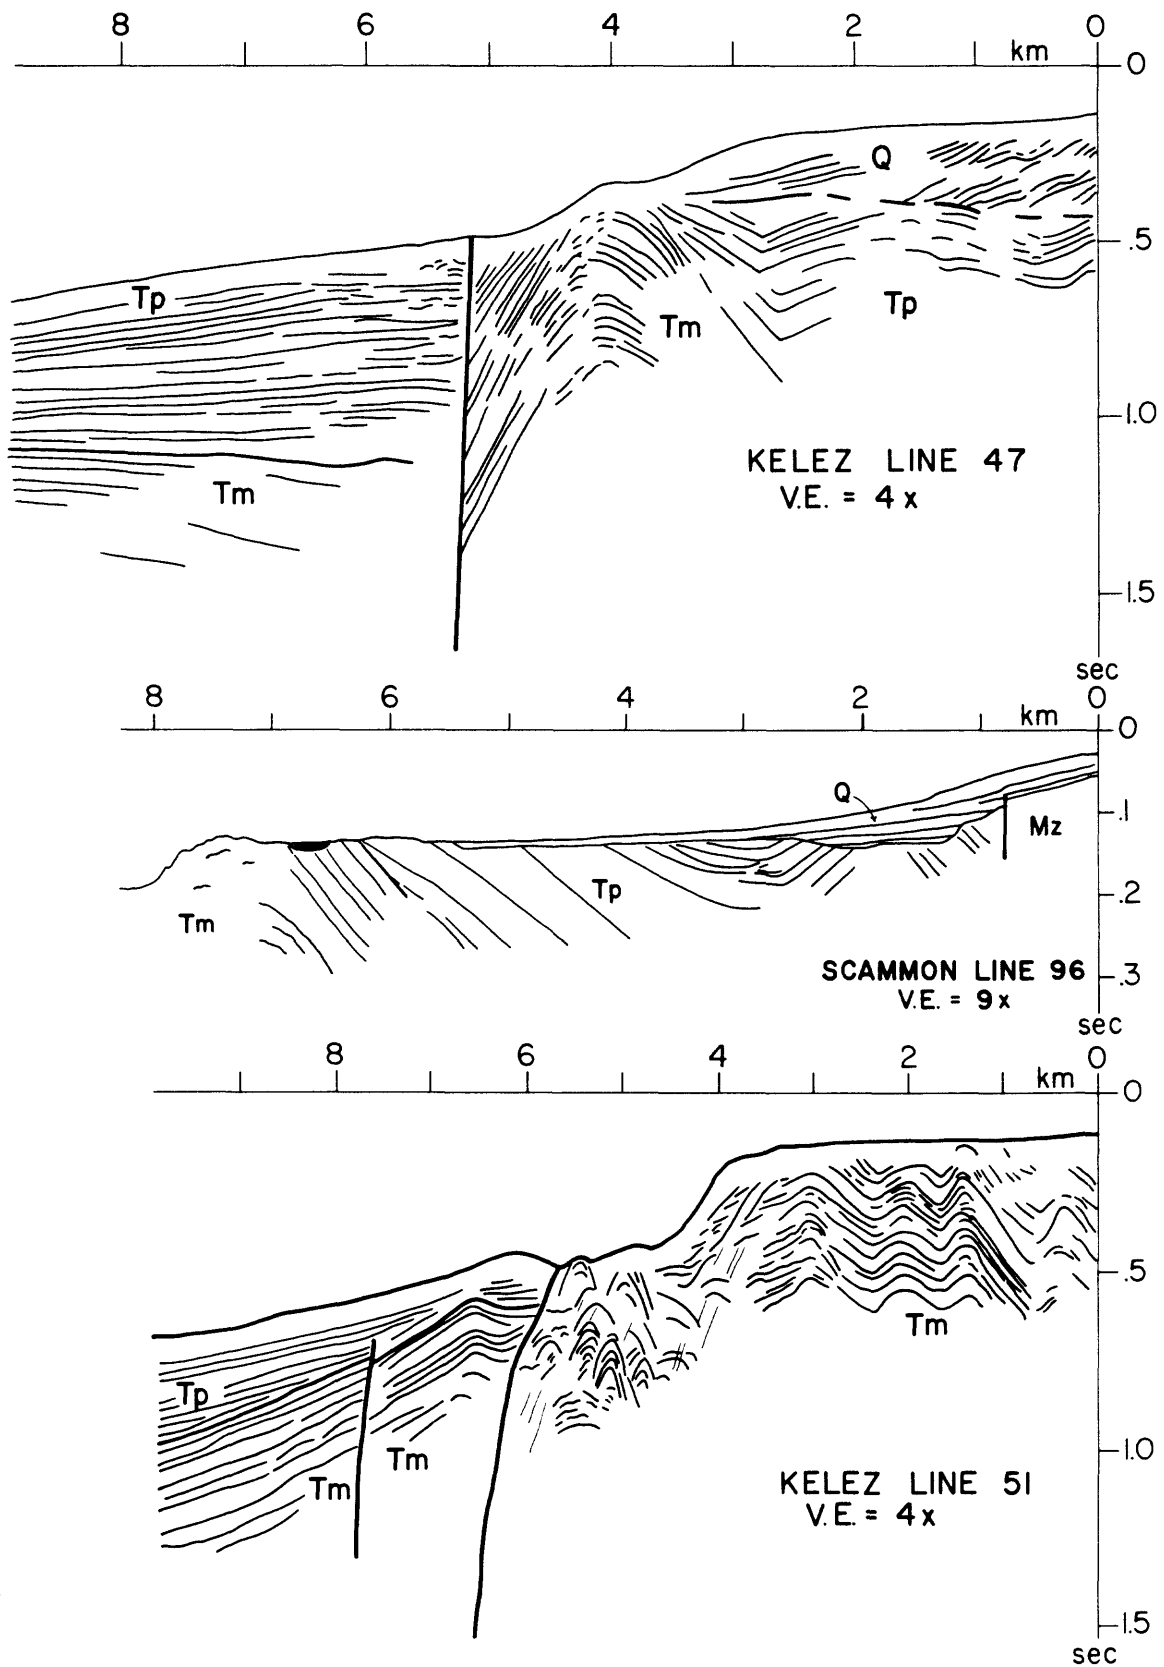 8 6 4 2 0
km
0
Q
.5
Tp
Tm
Tp
1.0
KELEZ LINE 47
V.E. = 4x
Tm
1.5
sec
8 6 4 2 0
km
0
Q
.1
Mz
Tp
.2
Tm
SCAMMON LINE 96
.3
V.E. = 9x
sec
8 6 4 2 0
km
0
.5
Tm
Tp
Tm
1.0
Tm
KELEZ LINE 51
V.E. = 4x
1.5
sec